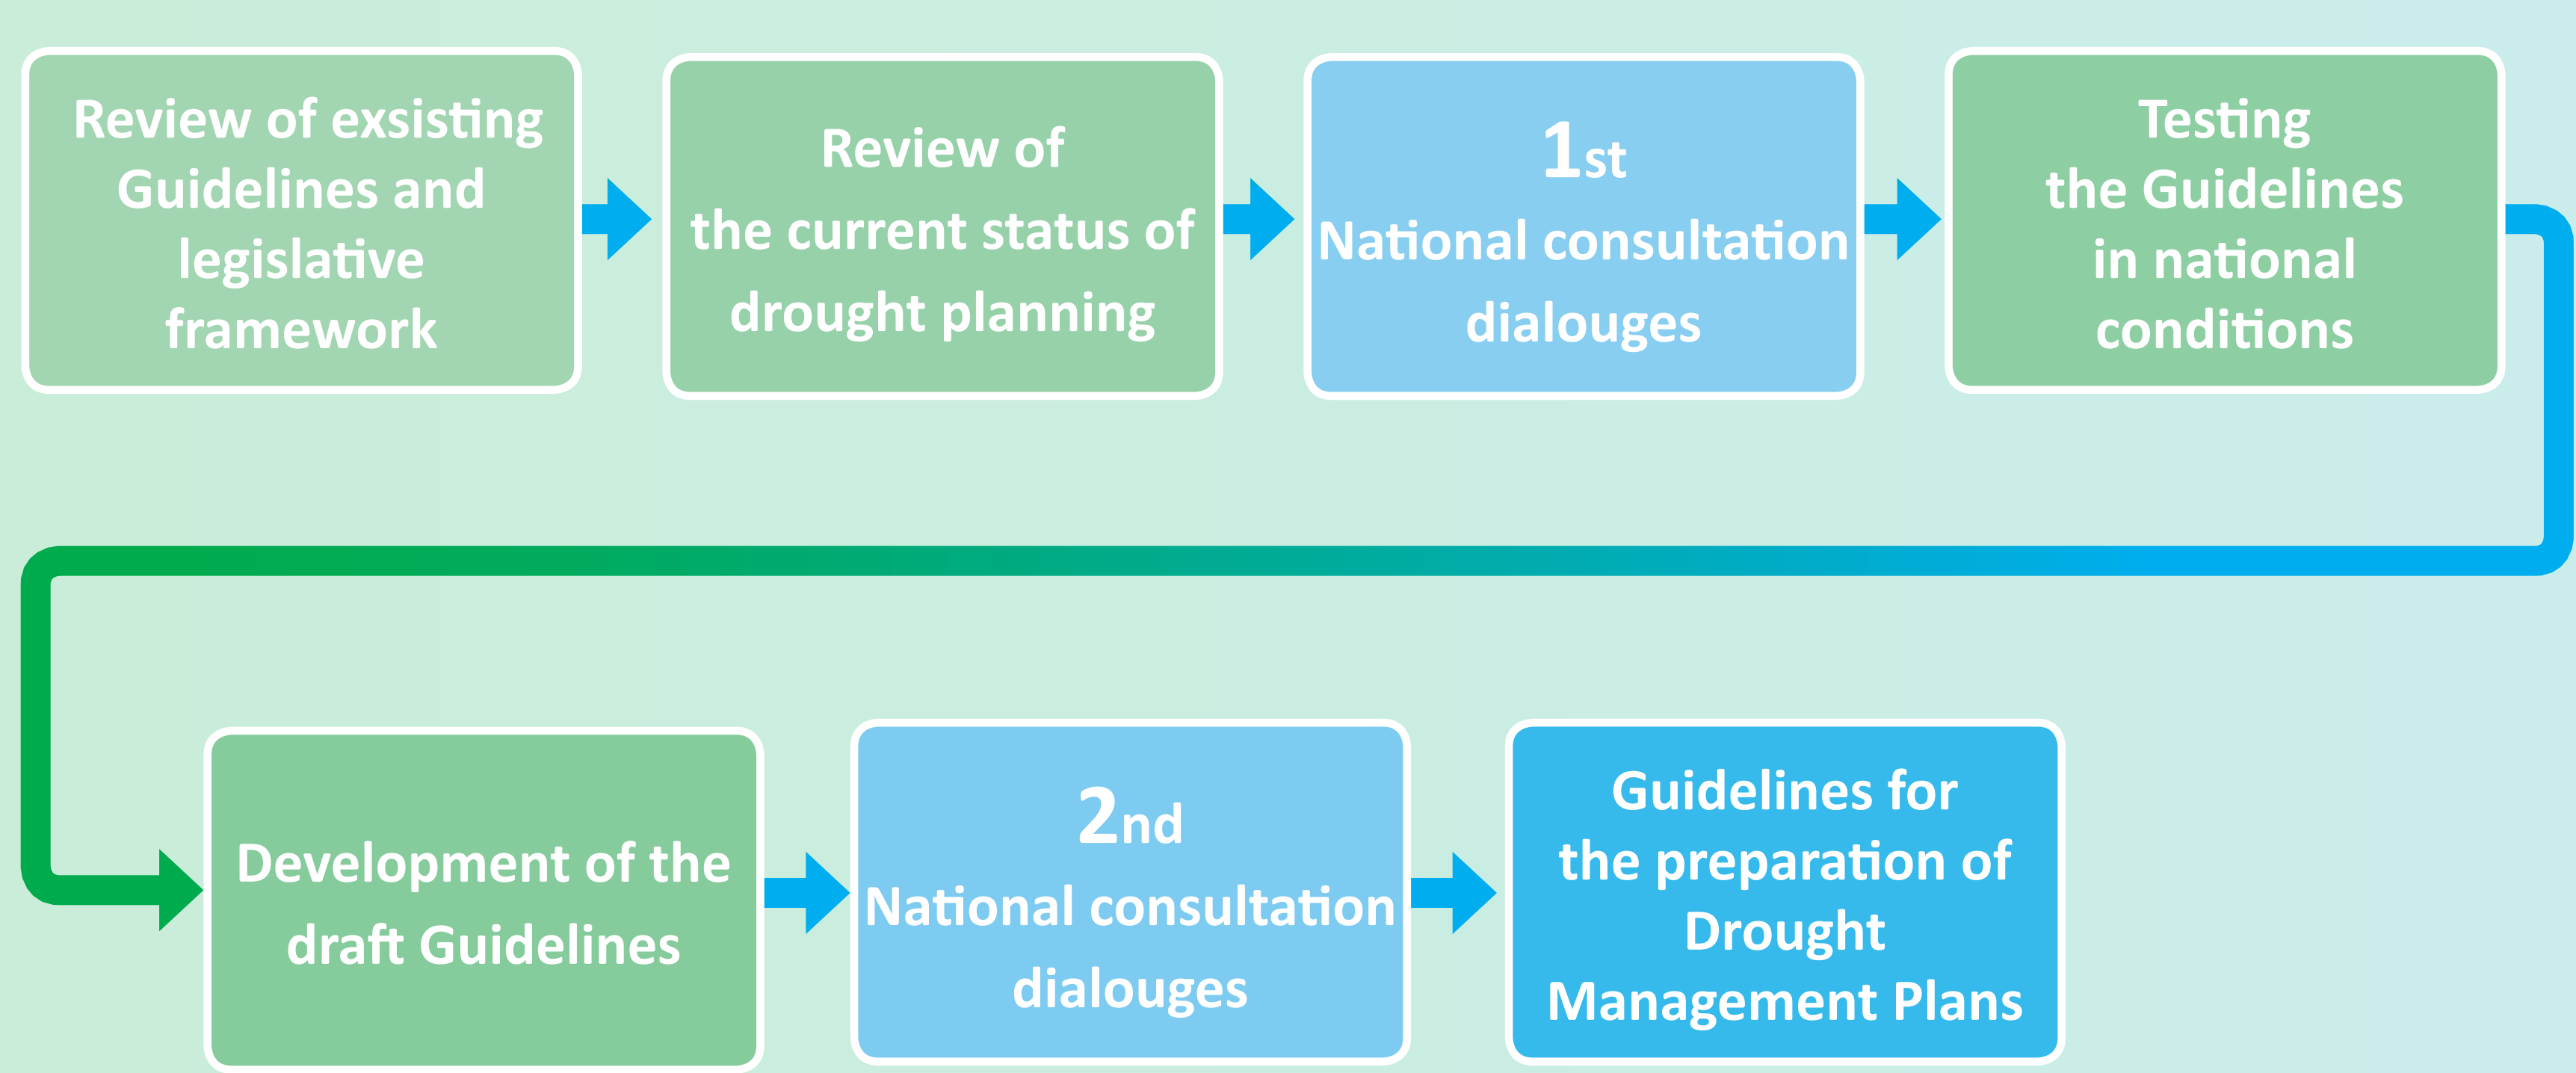 Review of exsisting
Guidelines and
legislative
framework
Review of
the current status of
drought planning
1st
National consultation
dialouges
Testing
the Guidelines
in national
conditions
Development of the
draft Guidelines
2nd
National consultation
dialouges
Guidelines for
the preparation of
Drought
Management Plans